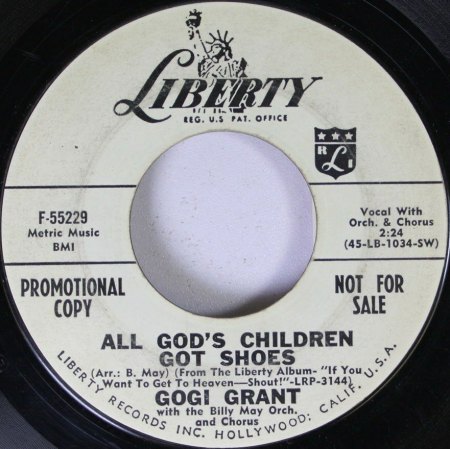 LIBERTY
REG. U.S. PAT. OFFICE
R L I
F-55229
Metric Music
BMI
Vocal With
Orch. & Chorus
2:24
(45-LB-1034-SW)
PROMOTIONAL
COPY
NOT FOR
SALE
ALL GOD'S CHILDREN
GOT SHOES
(Arr.: B. May) (From The Liberty Album- "If You
Want To Get To Heaven—Shout!"-LRP-3144)
GOGI GRANT
with the Billy May Orch.
and Chorus
LIBERTY RECORDS INC. HOLLYWOOD; CALIF. U.S.A.